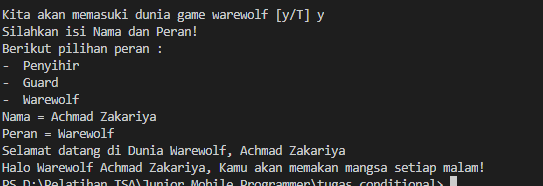 Kita akan memasuki dunia game warewolf [y/T] y
Silahkan isi Nama dan Peran!
Berikut pilihan peran :
-  Penyihir
-  Guard
-  Warewolf
Nama = Achmad Zakariya
Peran = Warewolf
Selamat datang di Dunia Warewolf, Achmad Zakariya
Halo Warewolf Achmad Zakariya, Kamu akan memakan mangsa setiap malam!
PS D:\Pelatihan TSA\Junior Mobile Programmer\tugas conditional>